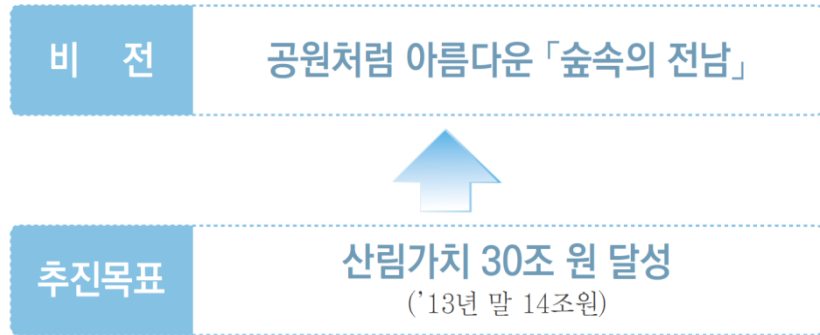 비 전
공원처럼 아름다운 「숲속의 전남」
추진목표
산림가치 30조 원 달성
(’13년 말 14조원)